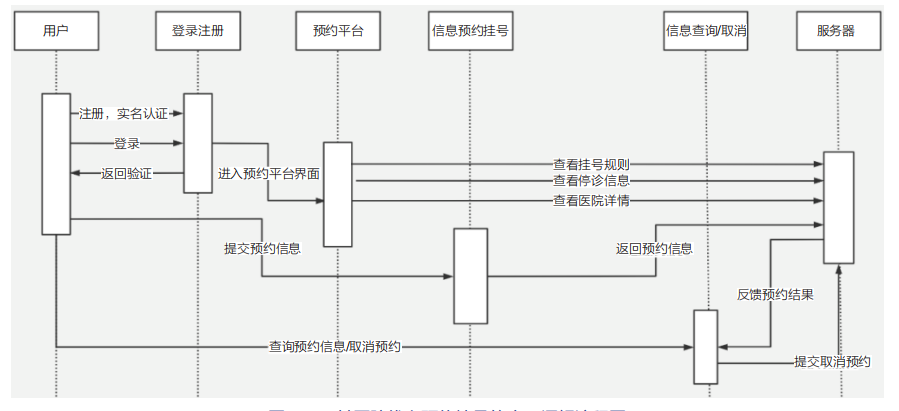 用户
登录注册
预约平台
信息预约挂号
信息查询/取消
服务器
注册，实名认证
登录
返回验证
进入预约平台界面
查看挂号规则
查看停诊信息
查看医院详情
提交预约信息
返回预约信息
反馈预约结果
查询预约信息/取消预约
提交取消预约